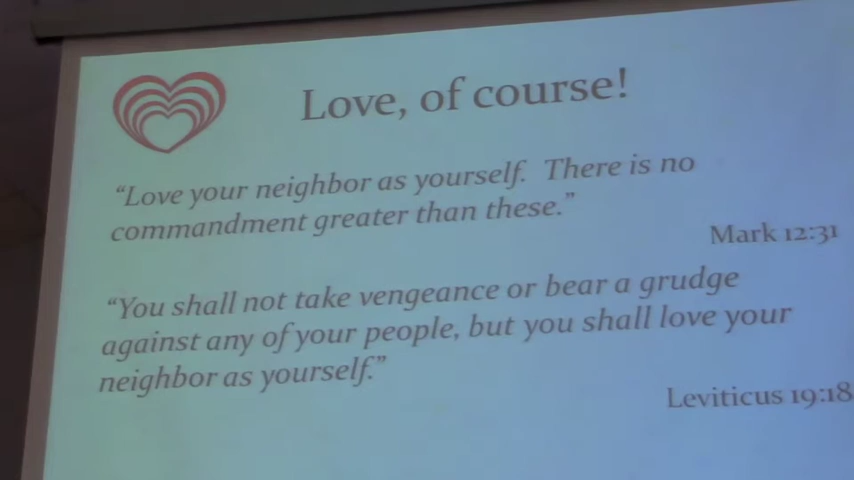 Love, of course!
“Love your neighbor as yourself.  There is no
commandment greater than these.”
Mark 12:31
“You shall not take vengeance or bear a grudge
against any of your people, but you shall love your
neighbor as yourself.”
Leviticus 19:18